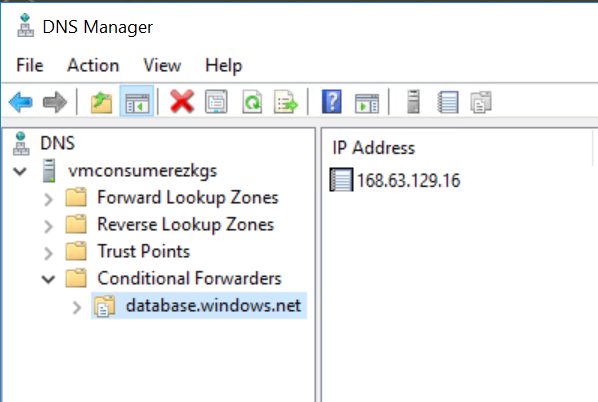 DNS Manager
File Action View Help
DNS
vmconsumerezkgs
Forward Lookup Zones
Reverse Lookup Zones
Trust Points
Conditional Forwarders
database.windows.net
IP Address
168.63.129.16